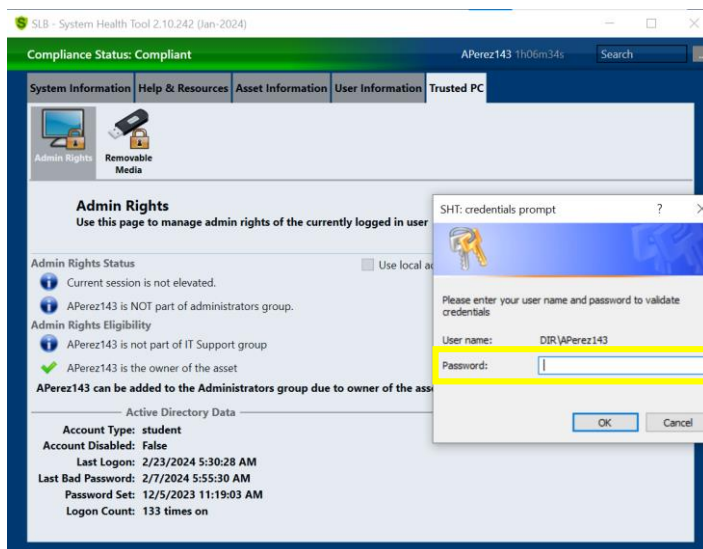 SLB - System Health Tool 2.10.242 (Jan-2024)
Compliance Status: Compliant
APerez143 1h06m34s
Search
System Information
Help & Resources
Asset Information
User Information
Trusted PC
Admin Rights
Removable
Media
Admin Rights
Use this page to manage admin rights of the currently logged in user
Admin Rights Status
Use local
Current session is not elevated.
APerez143 is NOT part of administrators group.
Admin Rights Eligibility
APerez143 is not part of IT Support group
APerez143 is the owner of the asset
APerez143 can be added to the Administrators group due to owner of the
Active Directory Data
Account Type: student
Account Disabled: False
Last Logon: 2/23/2024 5:30:28 AM
Last Bad Password: 2/7/2024 5:55:30 AM
Password Set: 12/5/2023 11:19:03 AM
Logon Count: 133 times on
SHT: credentials prompt
?
Please enter your user name and password to validate
credentials
User name: DIR\APerez143
Password:
OK
Cancel